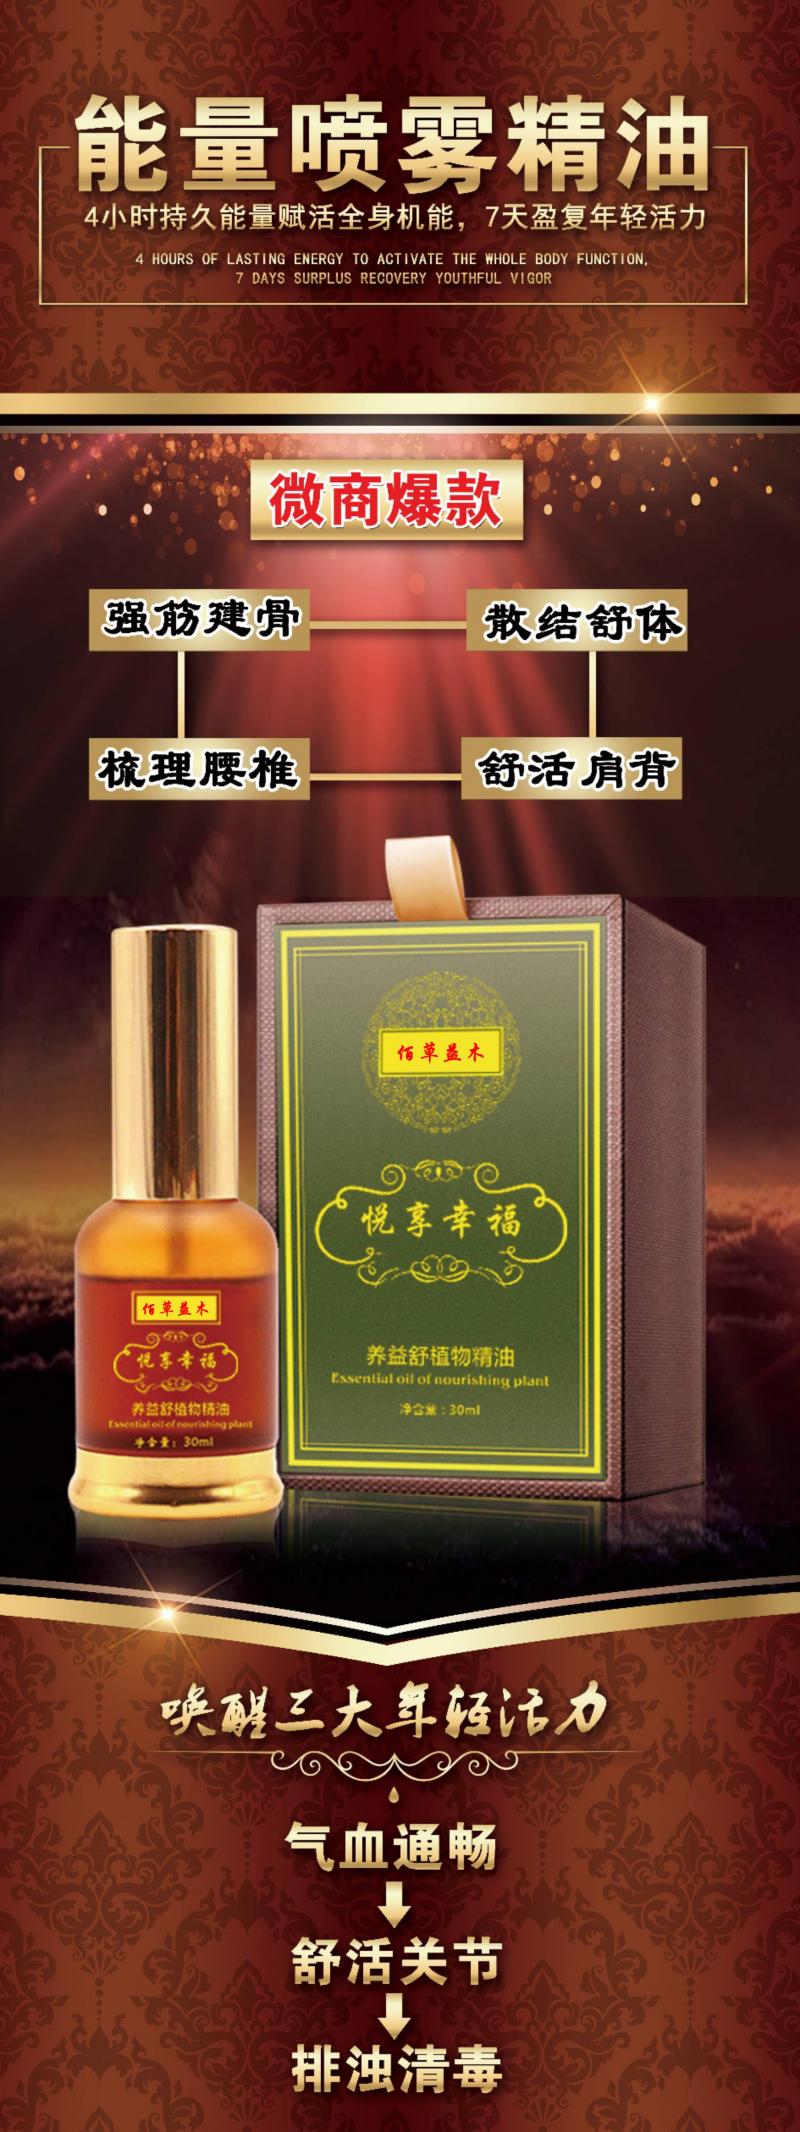 能量喷雾精油
4小时持久能量赋活全身机能，7天盈复年轻活力
4 HOURS OF LASTING ENERGY TO ACTIVATE THE WHOLE BODY FUNCTION,
7 DAYS SURPLUS RECOVERY YOUTHFUL VIGOR
微商爆款
强筋建骨
散结舒体
梳理腰椎
舒活肩背
佰草益木
悦享幸福
养益舒植物精油
Essential oil of nourishing plant
净含量：30ml
佰草益木
悦享幸福
养益舒植物精油
Essential oil of nourishing plant
净含量：30ml
唤醒三大年轻活力
气血通畅
舒活关节
排浊清毒